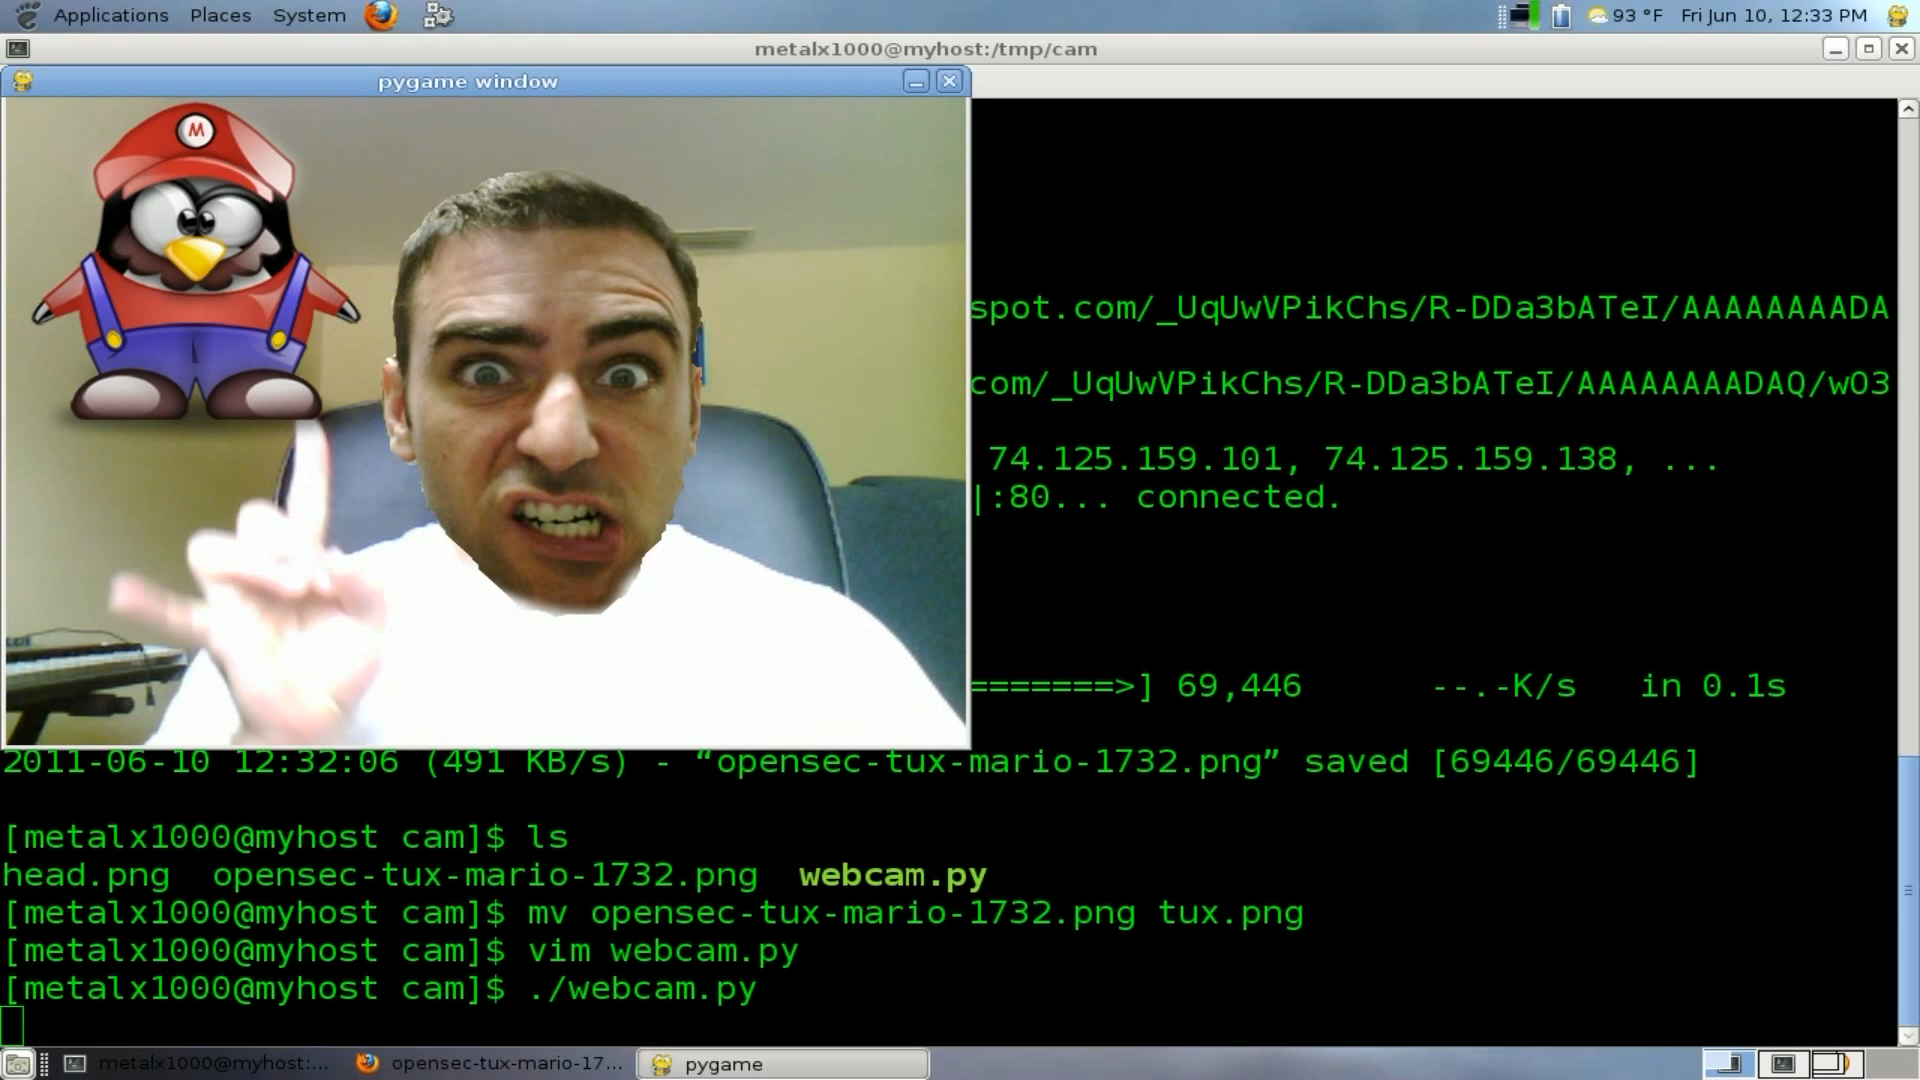 Applications Places System 93 °F Fri Jun 10, 12:33 PM
metalx1000@myhost:/tmp/cam
pygame window
M
spot.com/_UqUwVPikChs/R-DDa3bATeI/AAAAAAAADA
com/_UqUwVPikChs/R-DDa3bATeI/AAAAAAAADAQ/wO3
74.125.159.101, 74.125.159.138, ...
|:80... connected.
=======>] 69,446 --.-K/s in 0.1s
2011-06-10 12:32:06 (491 KB/s) - “opensec-tux-mario-1732.png” saved [69446/69446]
[metalx1000@myhost cam]$ ls
head.png opensec-tux-mario-1732.png webcam.py
[metalx1000@myhost cam]$ mv opensec-tux-mario-1732.png tux.png
[metalx1000@myhost cam]$ vim webcam.py
[metalx1000@myhost cam]$ ./webcam.py
metalx1000@myhost:... opensec-tux-mario-17... pygame